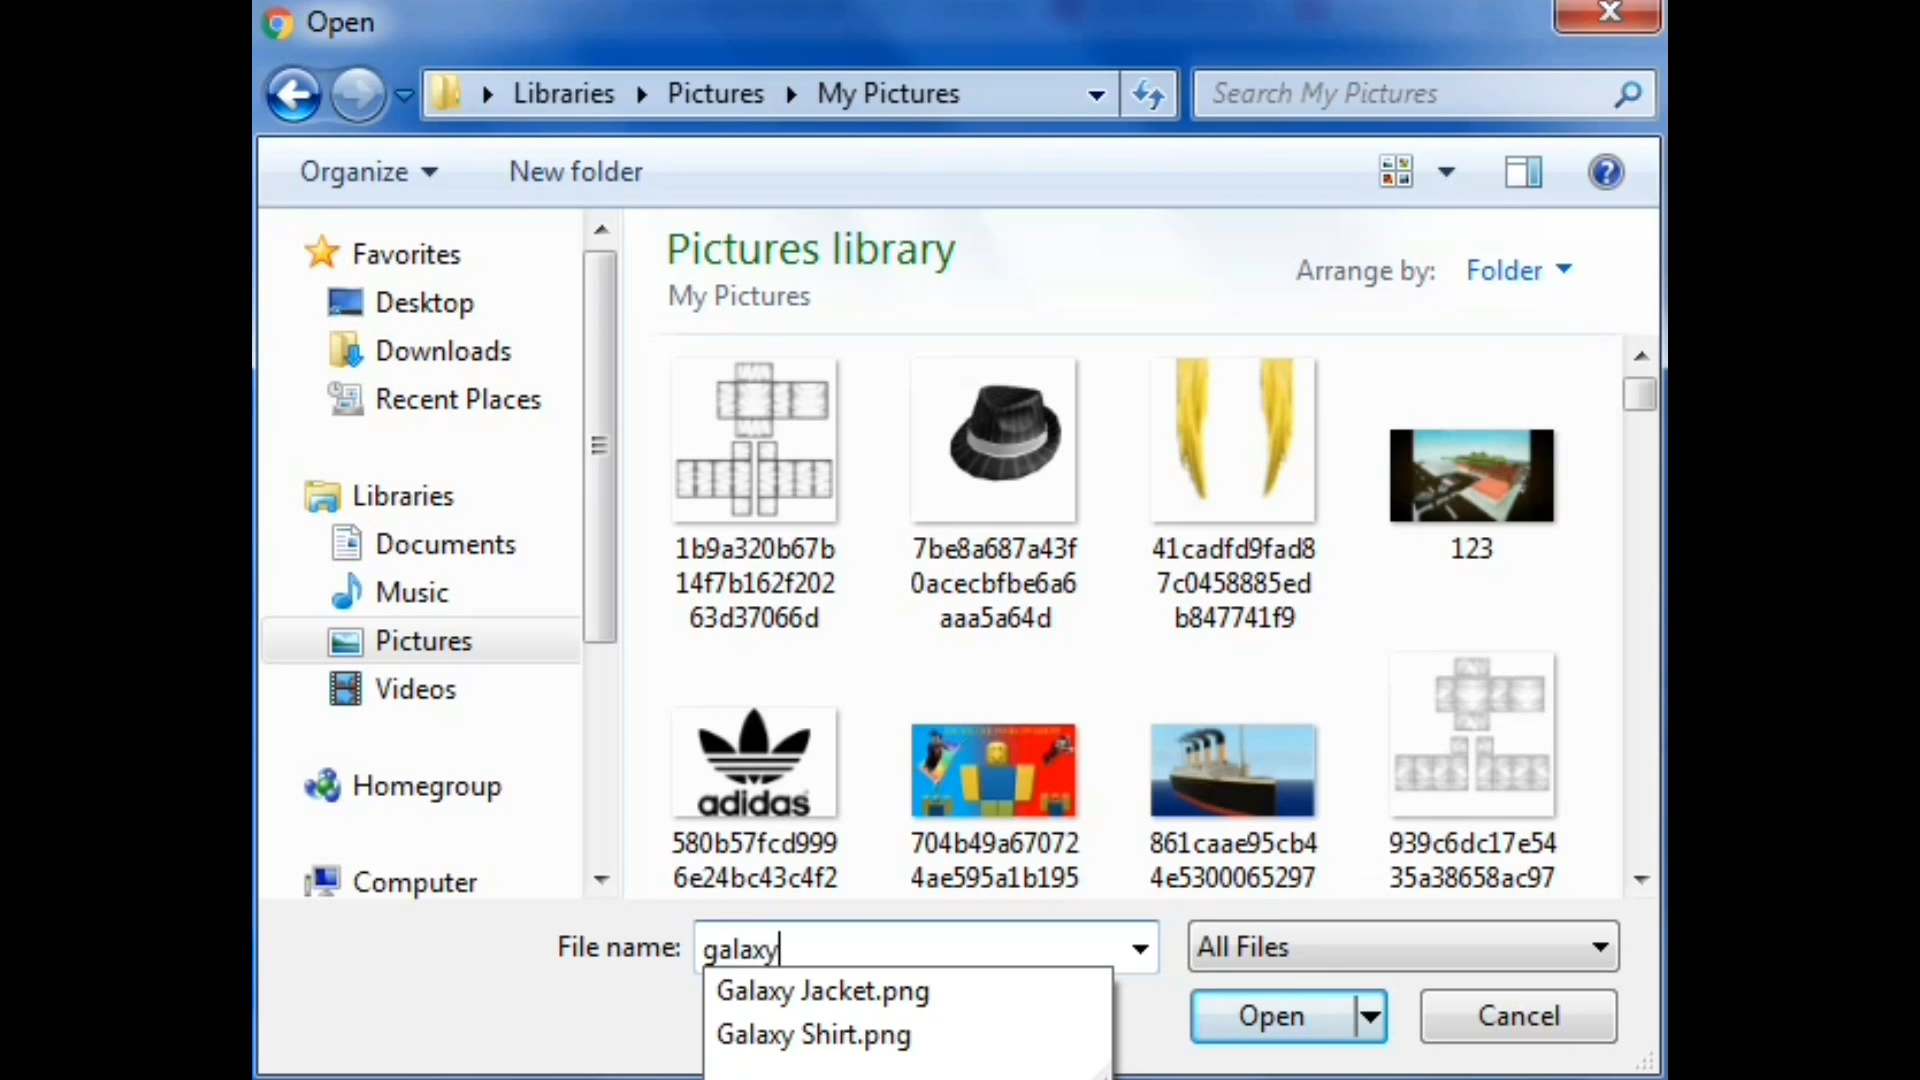 Open
Libraries Pictures My Pictures
Search My Pictures
Organize
New folder
Favorites
Desktop
Downloads
Recent Places
Libraries
Documents
Music
Pictures
Videos
Homegroup
Computer
Pictures library
My Pictures
Arrange by: Folder
1b9a320b67b
14f7b162f202
63d37066d
7be8a687a43f
0acecbfbe6a6
aaa5a64d
41cadfd9fad8
7c0458885ed
b847741f9
123
adidas
580b57fcd999
6e24bc43c4f2
704b49a67072
4ae595a1b195
861caae95cb4
4e5300065297
939c6dc17e54
35a38658ac97
File name: galaxy
All Files
Galaxy Jacket.png
Galaxy Shirt.png
Open
Cancel